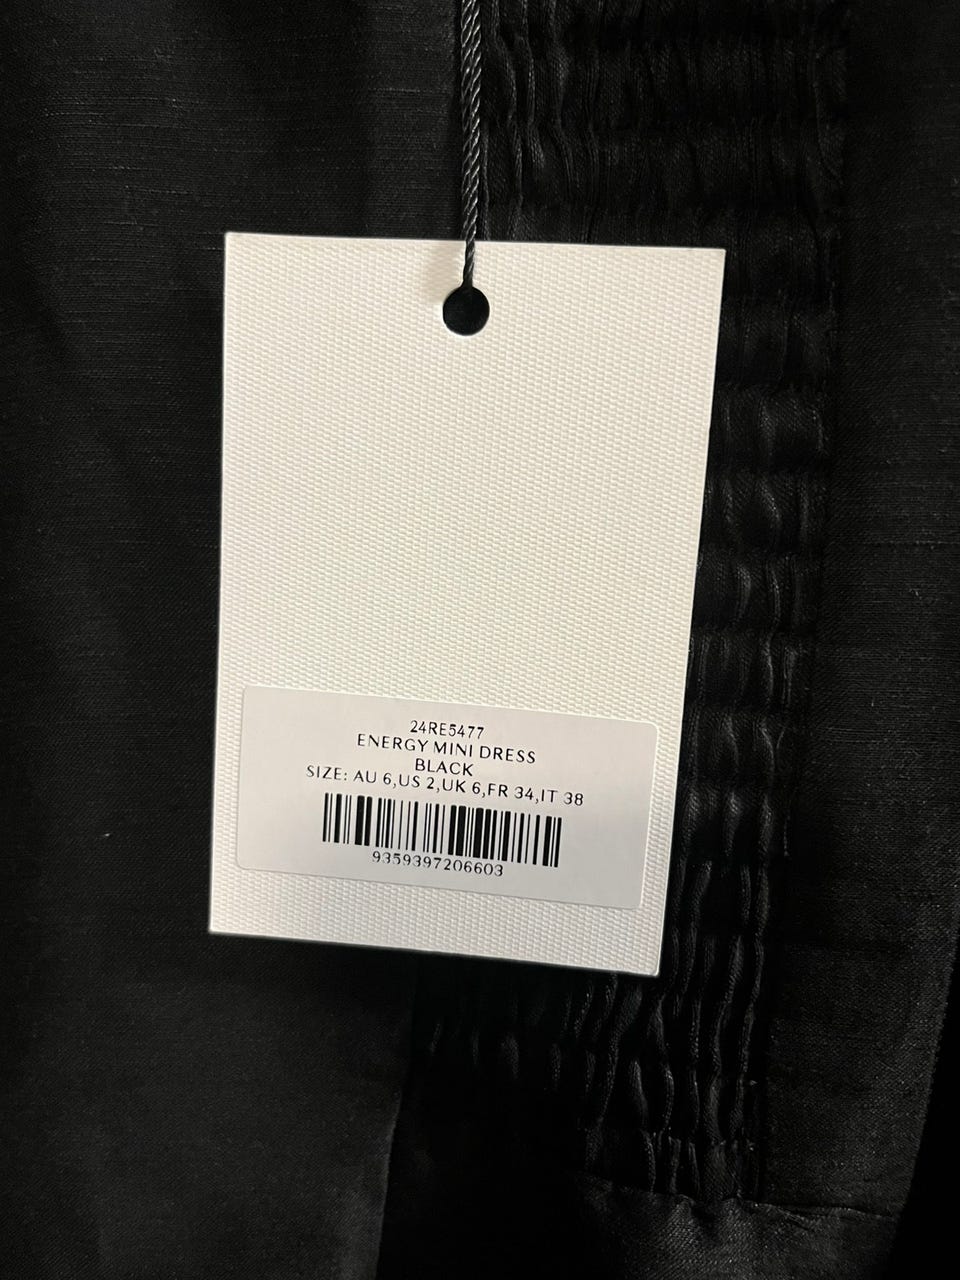 24RE5477
ENERGY MINI DRESS
BLACK
SIZE: AU 6,US 2,UK 6,FR 34,IT 38
9359397206603